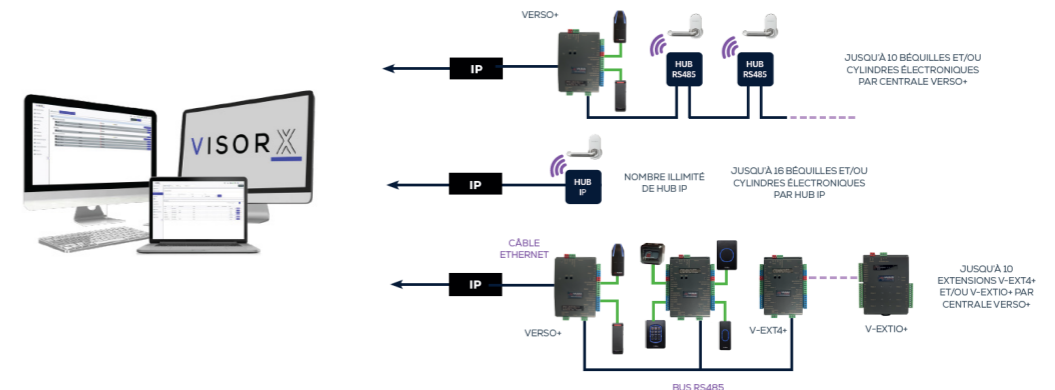 VERSO+
IP
HUB
RS485
HUB
RS485
JUSQU'À 10 BÉQUILLES ET/OU
CYLINDRES ÉLECTRONIQUES
PAR CENTRALE VERSO+
VISORX
IP
HUB
IP
NOMBRE ILLIMITÉ
DE HUB IP
JUSQU'À 16 BÉQUILLES ET/OU
CYLINDRES ÉLECTRONIQUES
PAR HUB IP
CÂBLE
ETHERNET
IP
VERSO+
V-EXT4+
V-EXTIO+
JUSQU'À 10
EXTENSIONS V-EXT4+
ET/OU V-EXTIO+ PAR
CENTRALE VERSO+
BUS RS485